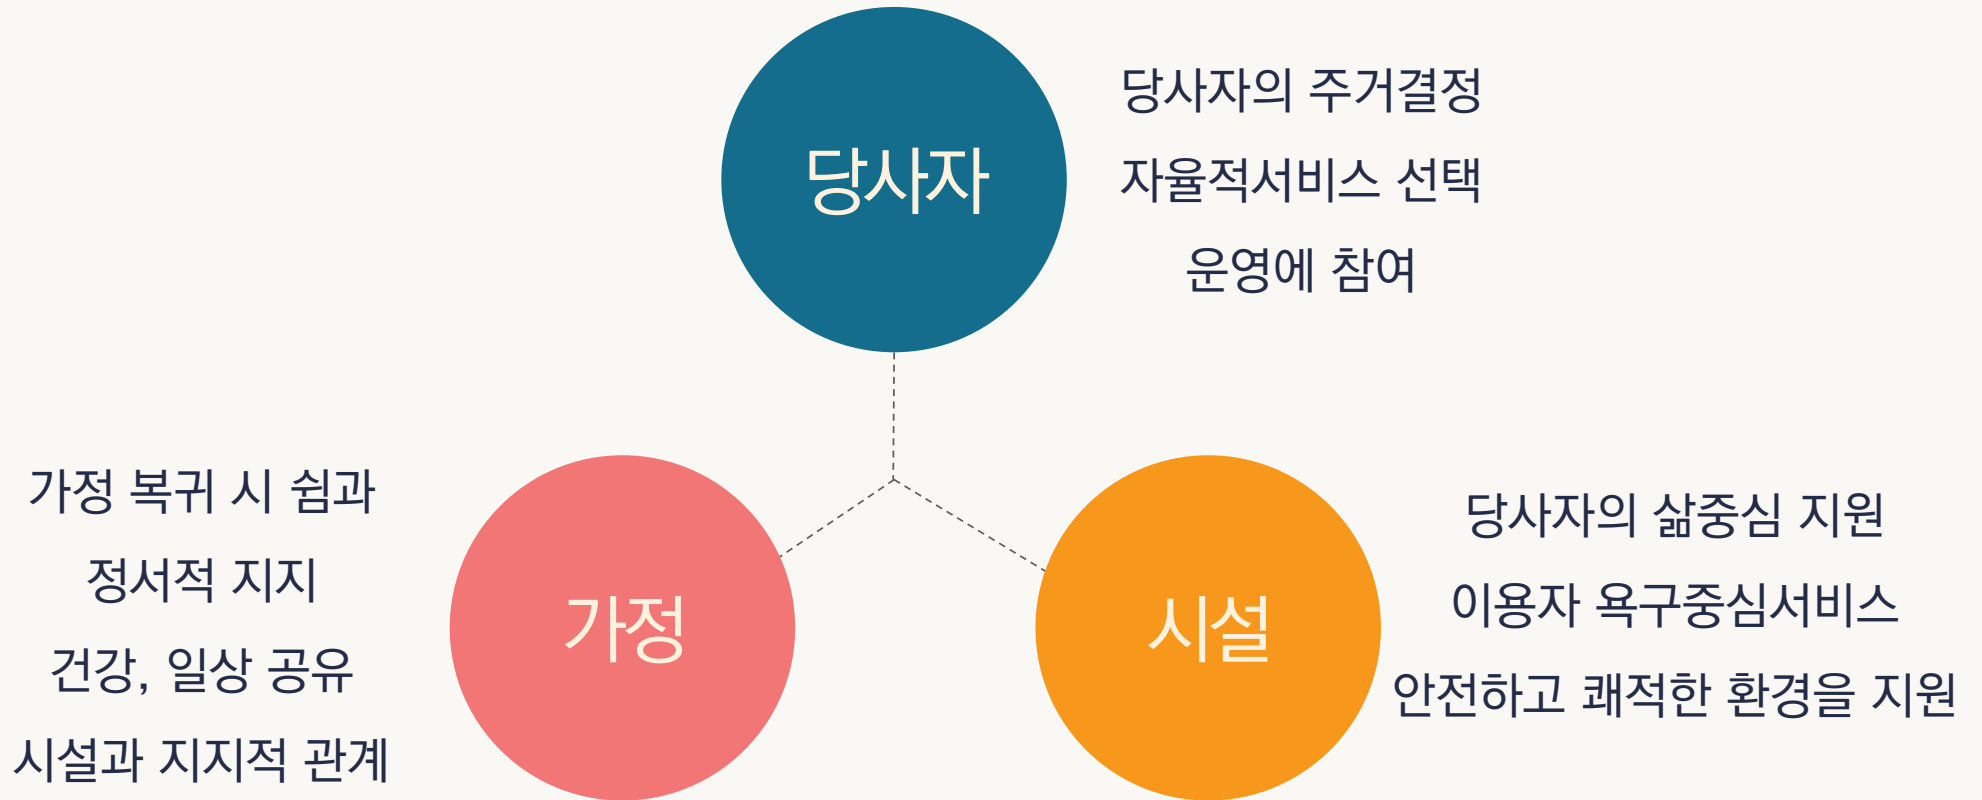 당사자
당사자의 주거결정
자율적서비스 선택
운영에 참여
가정
가정 복귀 시 쉼과
정서적 지지
건강, 일상 공유
시설과 지지적 관계
시설
당사자의 삶중심 지원
이용자 욕구중심서비스
안전하고 쾌적한 환경을 지원